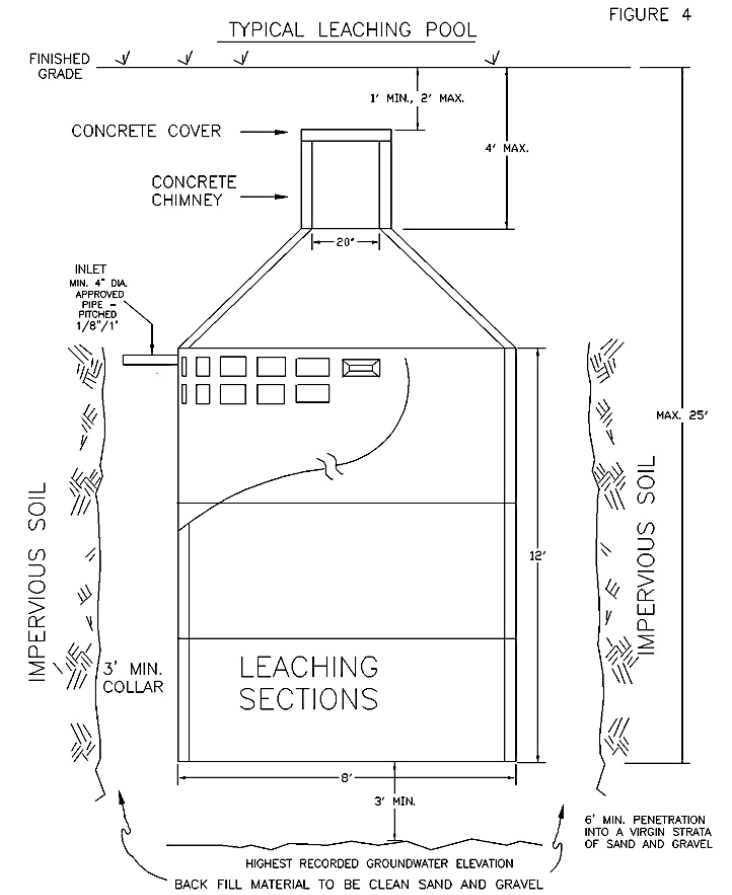 FIGURE 4
TYPICAL LEACHING POOL
FINISHED
GRADE
1' MIN., 2' MAX.
CONCRETE COVER
4' MAX.
CONCRETE
CHIMNEY
20"
INLET
MIN. 4" DIA.
APPROVED
PIPE -
PITCHED
1/8"/1'
MAX. 25'
IMPERVIOUS SOIL
IMPERVIOUS SOIL
12'
3' MIN.
COLLAR
LEACHING
SECTIONS
8'
3' MIN.
6' MIN. PENETRATION
INTO A VIRGIN STRATA
OF SAND AND GRAVEL
HIGHEST RECORDED GROUNDWATER ELEVATION
BACK FILL MATERIAL TO BE CLEAN SAND AND GRAVEL